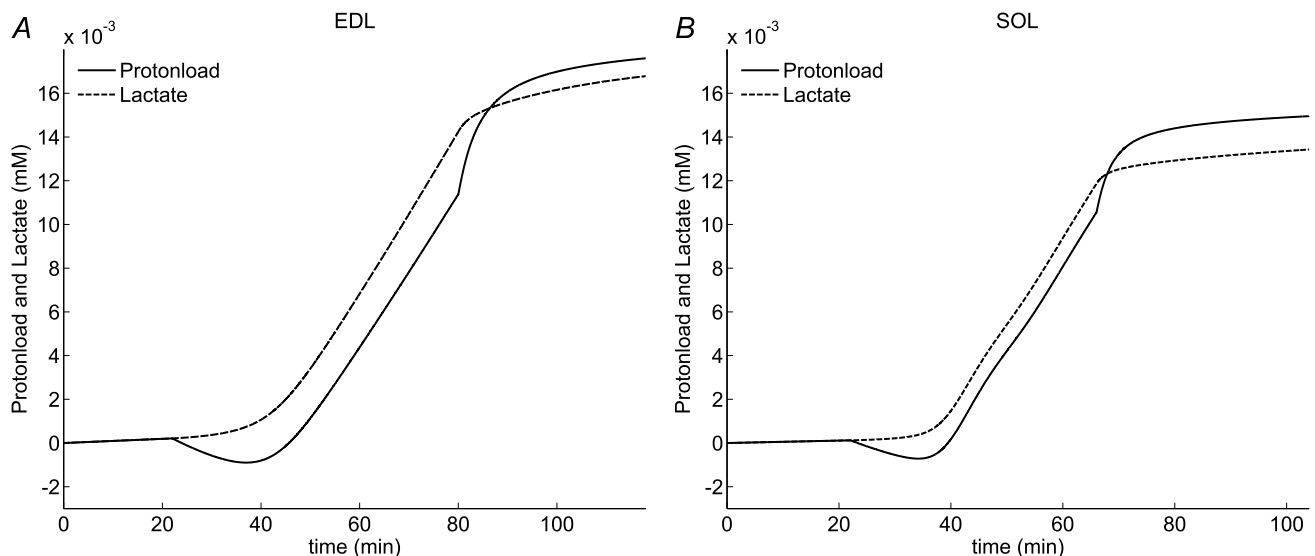 A
EDL
x 10-3
Protonload
Lactate
16
14
12
10
8
6
4
2
0
-2
Protonload and Lactate (mM)
0 20 40 60 80 100
time (min)
B
SOL
x 10-3
Protonload
Lactate
16
14
12
10
8
6
4
2
0
-2
Protonload and Lactate (mM)
0 20 40 60 80 100
time (min)